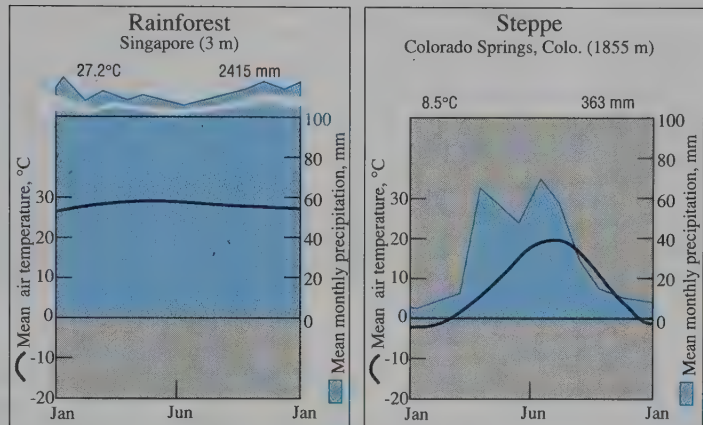 Rainforest
Singapore (3 m)
27.2°C 2415 mm
Mean air temperature, °C
30
20
10
0
-10
-20
100
80
60
40
20
0
Mean monthly precipitation, mm
Jan Jun Jan
Steppe
Colorado Springs, Colo. (1855 m)
8.5°C 363 mm
Mean air temperature, °C
30
20
10
0
-10
-20
100
80
60
40
20
0
Mean monthly precipitation, mm
Jan Jun Jan